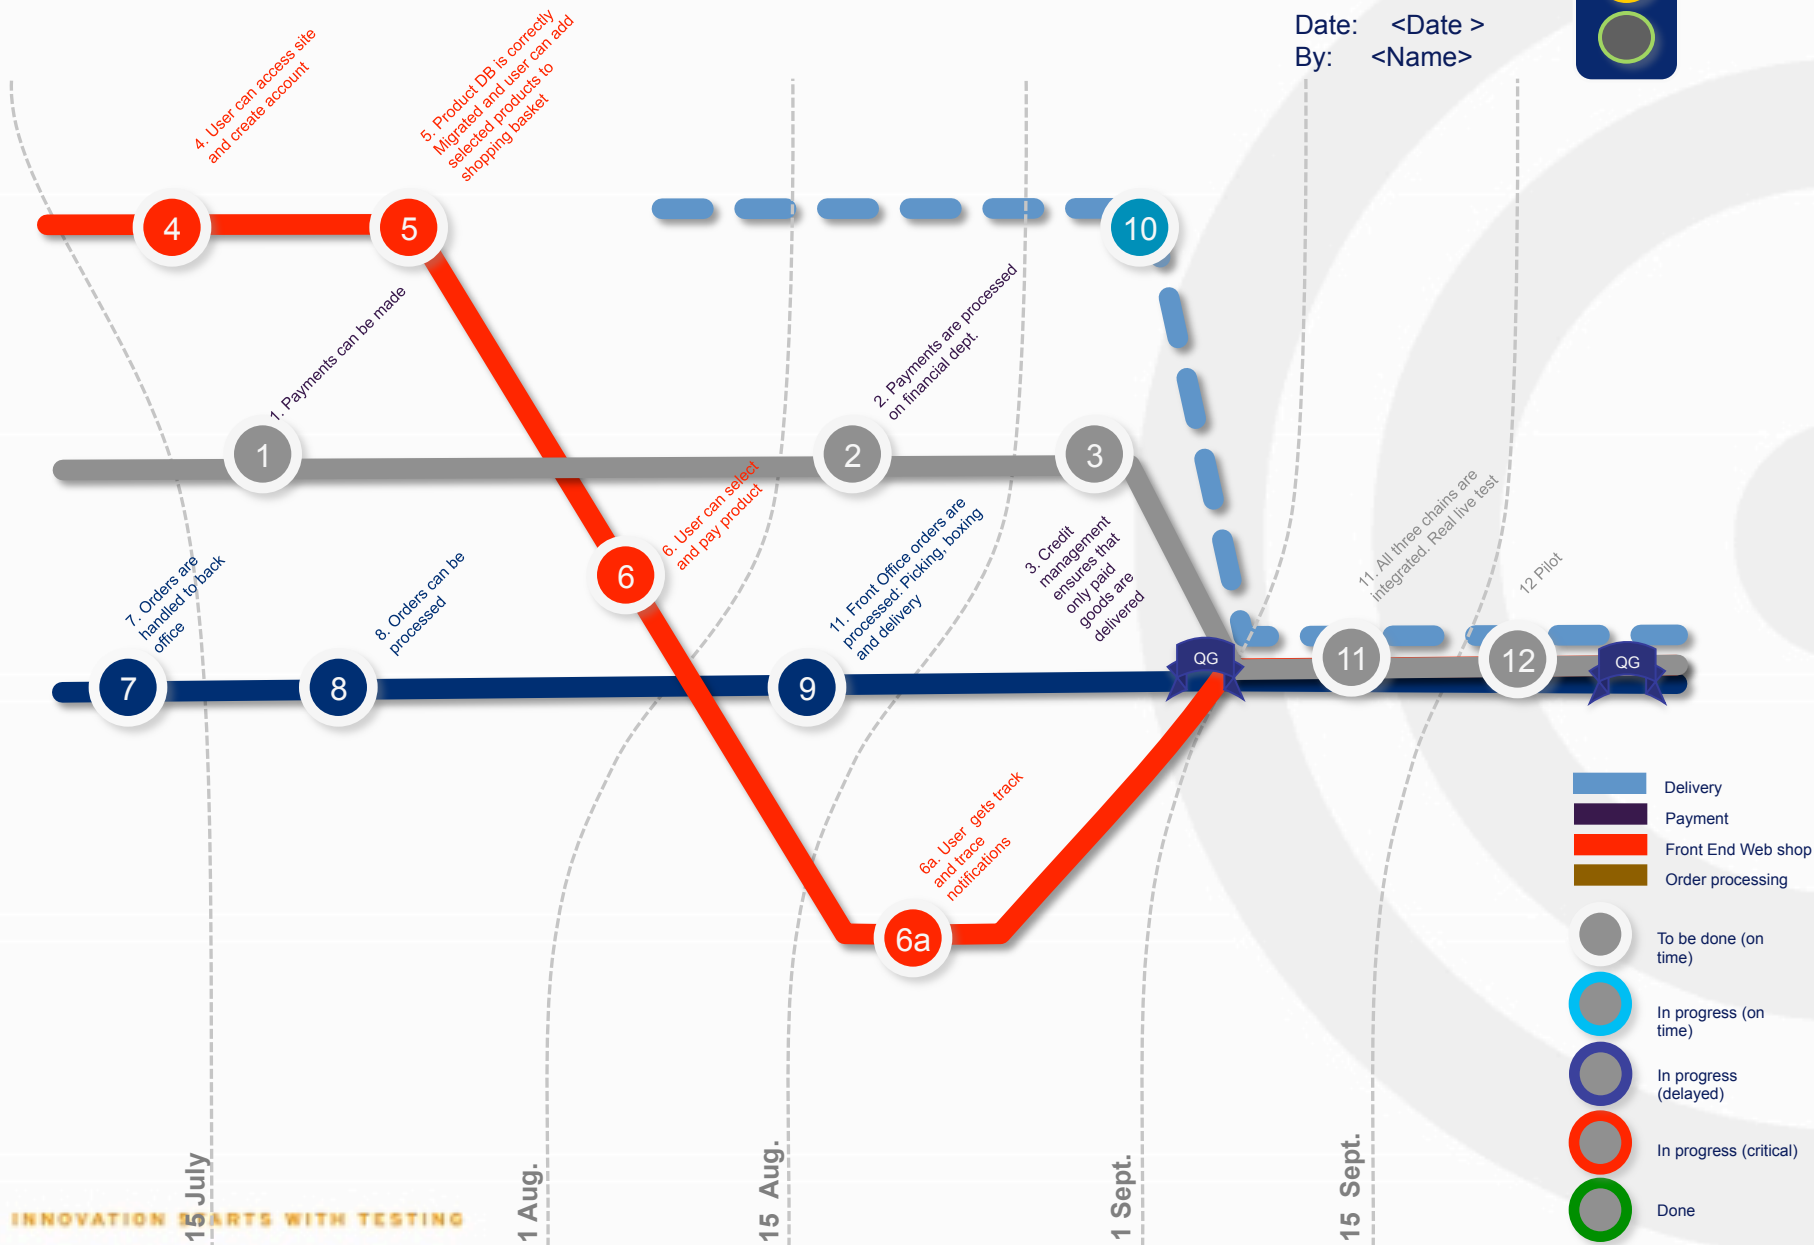 Date: <Date >
By: <Name>
4. User can access site
and create account
5. Product DB is correctly
Migrated and user can add
selected products to
shopping basket
4
5
10
1. Payments can be made
2. Payments are processed
on financial dept.
1
2
3
6. User can select
and pay product
6
7. Orders are
handled to back
office
8. Orders can be
processed
11. Front Office orders are
processed: Picking, boxing
and delivery
3. Credit
management
ensures that
only paid
goods are
delivered
11. All three chains are
integrated. Real live test
12 Pilot
7
8
9
QG
11
12
QG
6a. User gets track
and trace
notifications
6a
Delivery
Payment
Front End Web shop
Order processing
To be done (on
time)
In progress (on
time)
In progress
(delayed)
In progress (critical)
Done
15 July
1 Aug.
15 Aug.
1 Sept.
15 Sept.
INNOVATION STARTS WITH TESTING